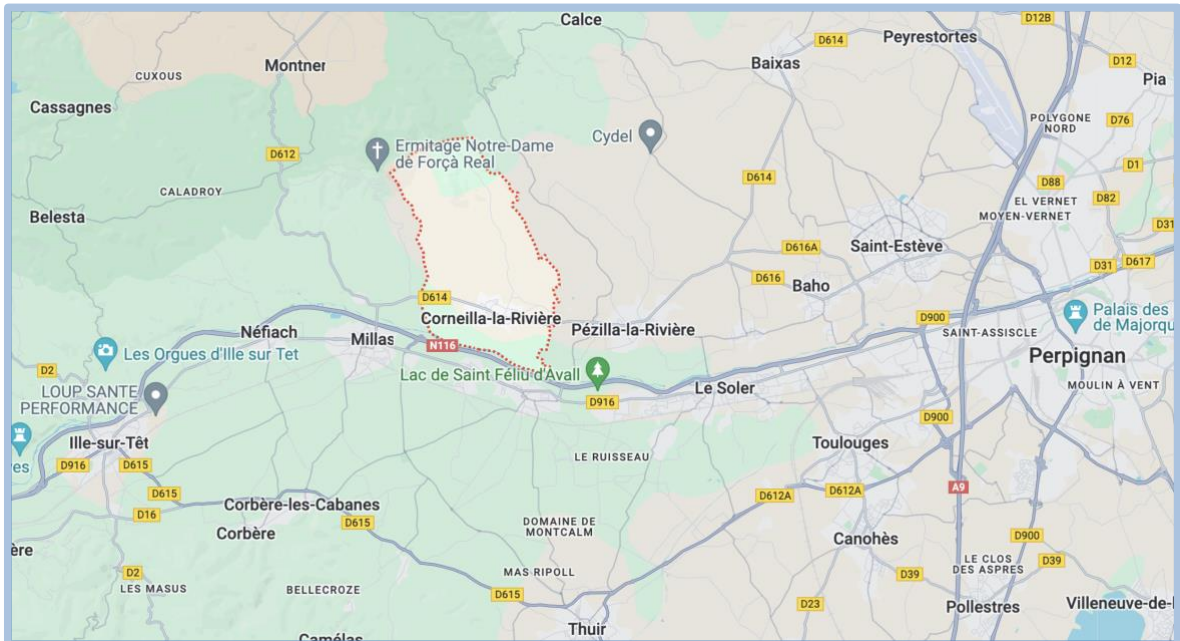 Calce
D12B
D614
Peyrestortes
Baixas
D12
Montner
CUXOUS
Pia
Cassagnes
POLYGONE
NORD
D76
Ermitage Notre-Dame
de Forçà Real
Cydel
D612
D1
D614
D88
CALADROY
EL VERNET
D82
MOYEN-VERNET
Belesta
D31
D616A
Saint-Estève
D31
D617
D616
Baho
D614
Palais des
de Majorqu
Corneilla-la-Rivière
D900
Néfiach
Millas
Pézilla-la-Rivière
SAINT-ASSISCLE
N116
Les Orgues d'Ille sur Tet
Perpignan
D2
Lac de Saint Féliu d'Avall
Le Soler
MOULIN À VENT
LOUP SANTE
PERFORMANCE
D916
D900
Ille-sur-Têt
Toulouges
es
LE RUISSEAU
D916
D615
A9
D615
D612A
D612A
Corbère-les-Cabanes
D16
D615
DOMAINE DE
MONTCALM
Corbère
D900
Canohès
ère
LE CLOS
DES ASPRES
D39
D2
MAS RIPOLL
D39
LES MASUS
BELLECROZE
D615
D23
Pollestres
Villeneuve-de-l
Thuir
Camélas